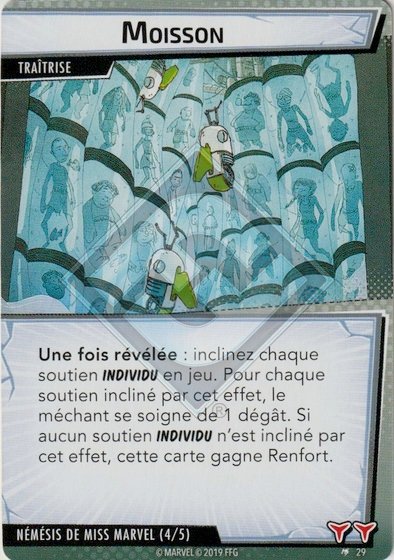 MOISSON
TRAÎTRISE
Une fois révélée : inclinez chaque
soutien INDIVIDU en jeu. Pour chaque
soutien incliné par cet effet, le
méchant se soigne de 1 dégât. Si
aucun soutien INDIVIDU n'est incliné par
cet effet, cette carte gagne Renfort.
NÉMÉSIS DE MISS MARVEL (4/5)
© MARVEL © 2019 FFG
29